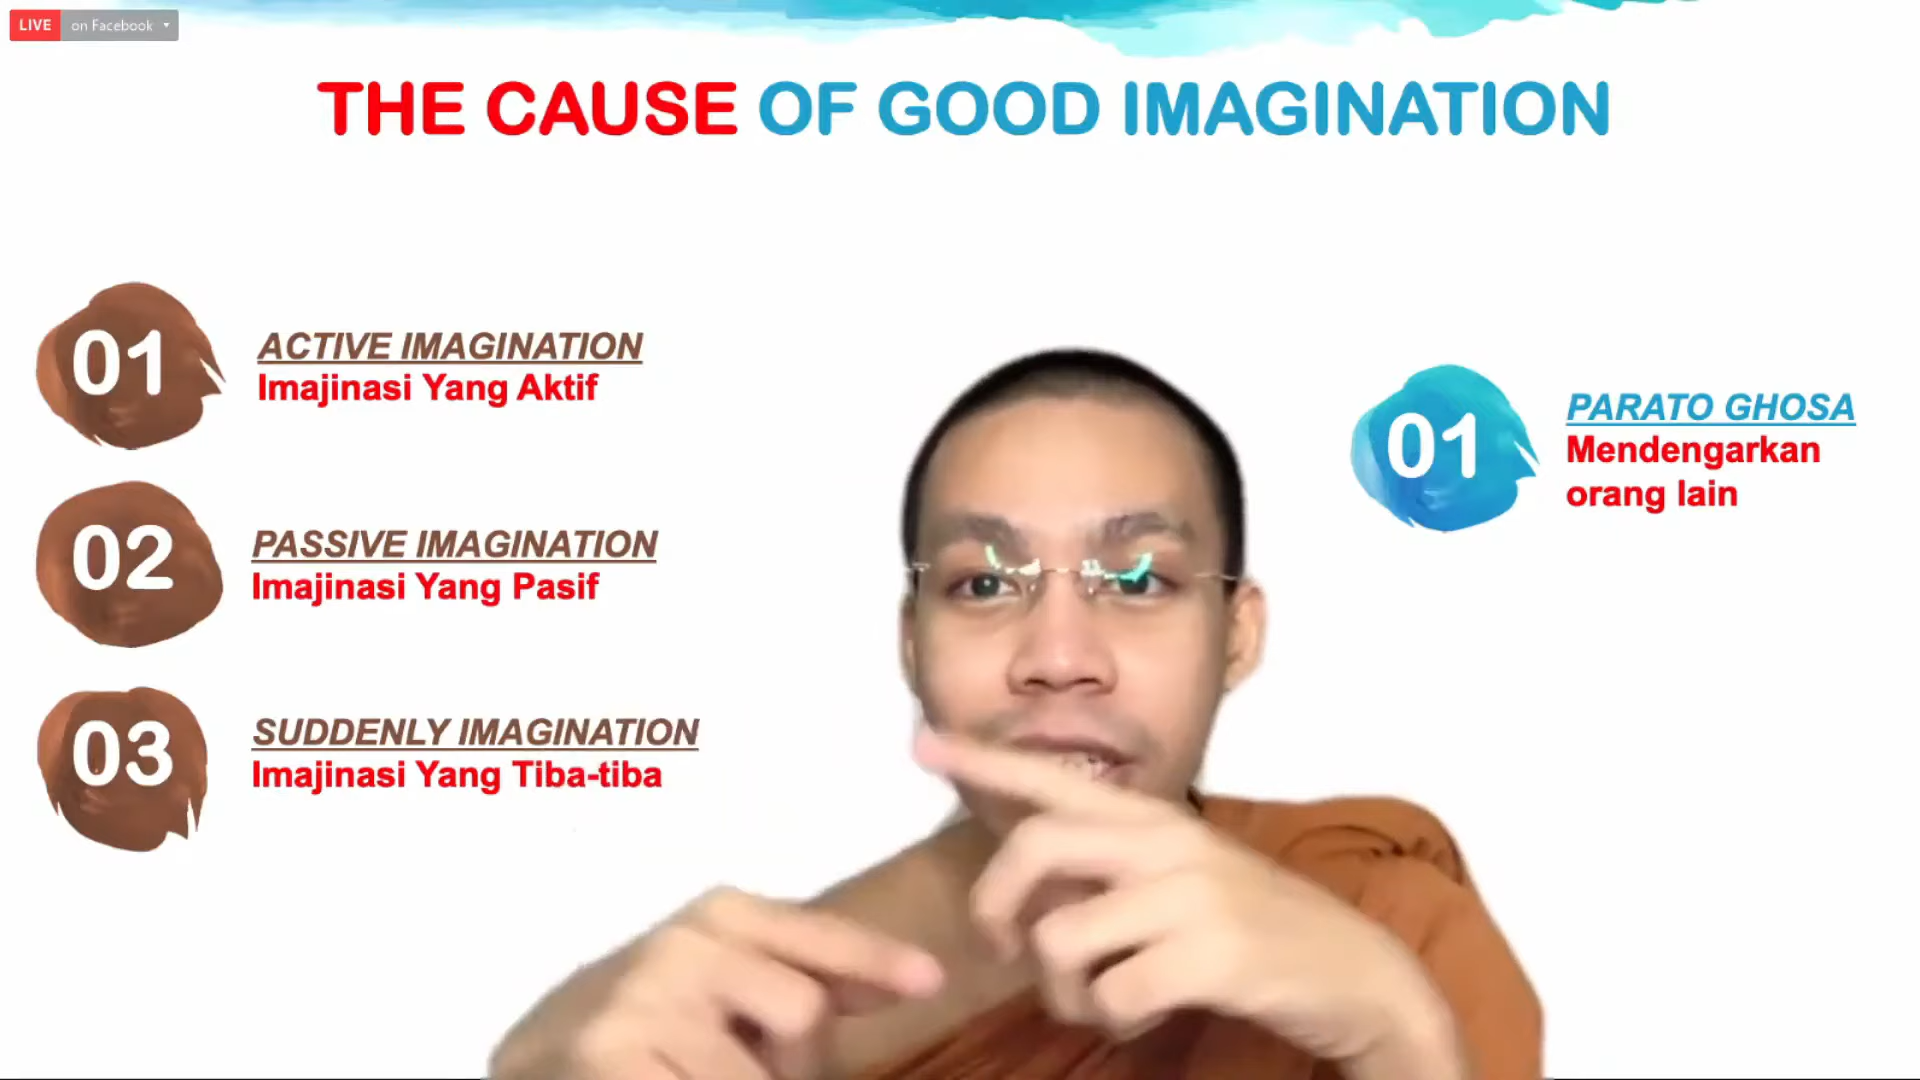 LIVE on Facebook
THE CAUSE OF GOOD IMAGINATION
01
ACTIVE IMAGINATION
Imajinasi Yang Aktif
02
PASSIVE IMAGINATION
Imajinasi Yang Pasif
03
SUDDENLY IMAGINATION
Imajinasi Yang Tiba-tiba
01
PARATO GHOSA
Mendengarkan
orang lain